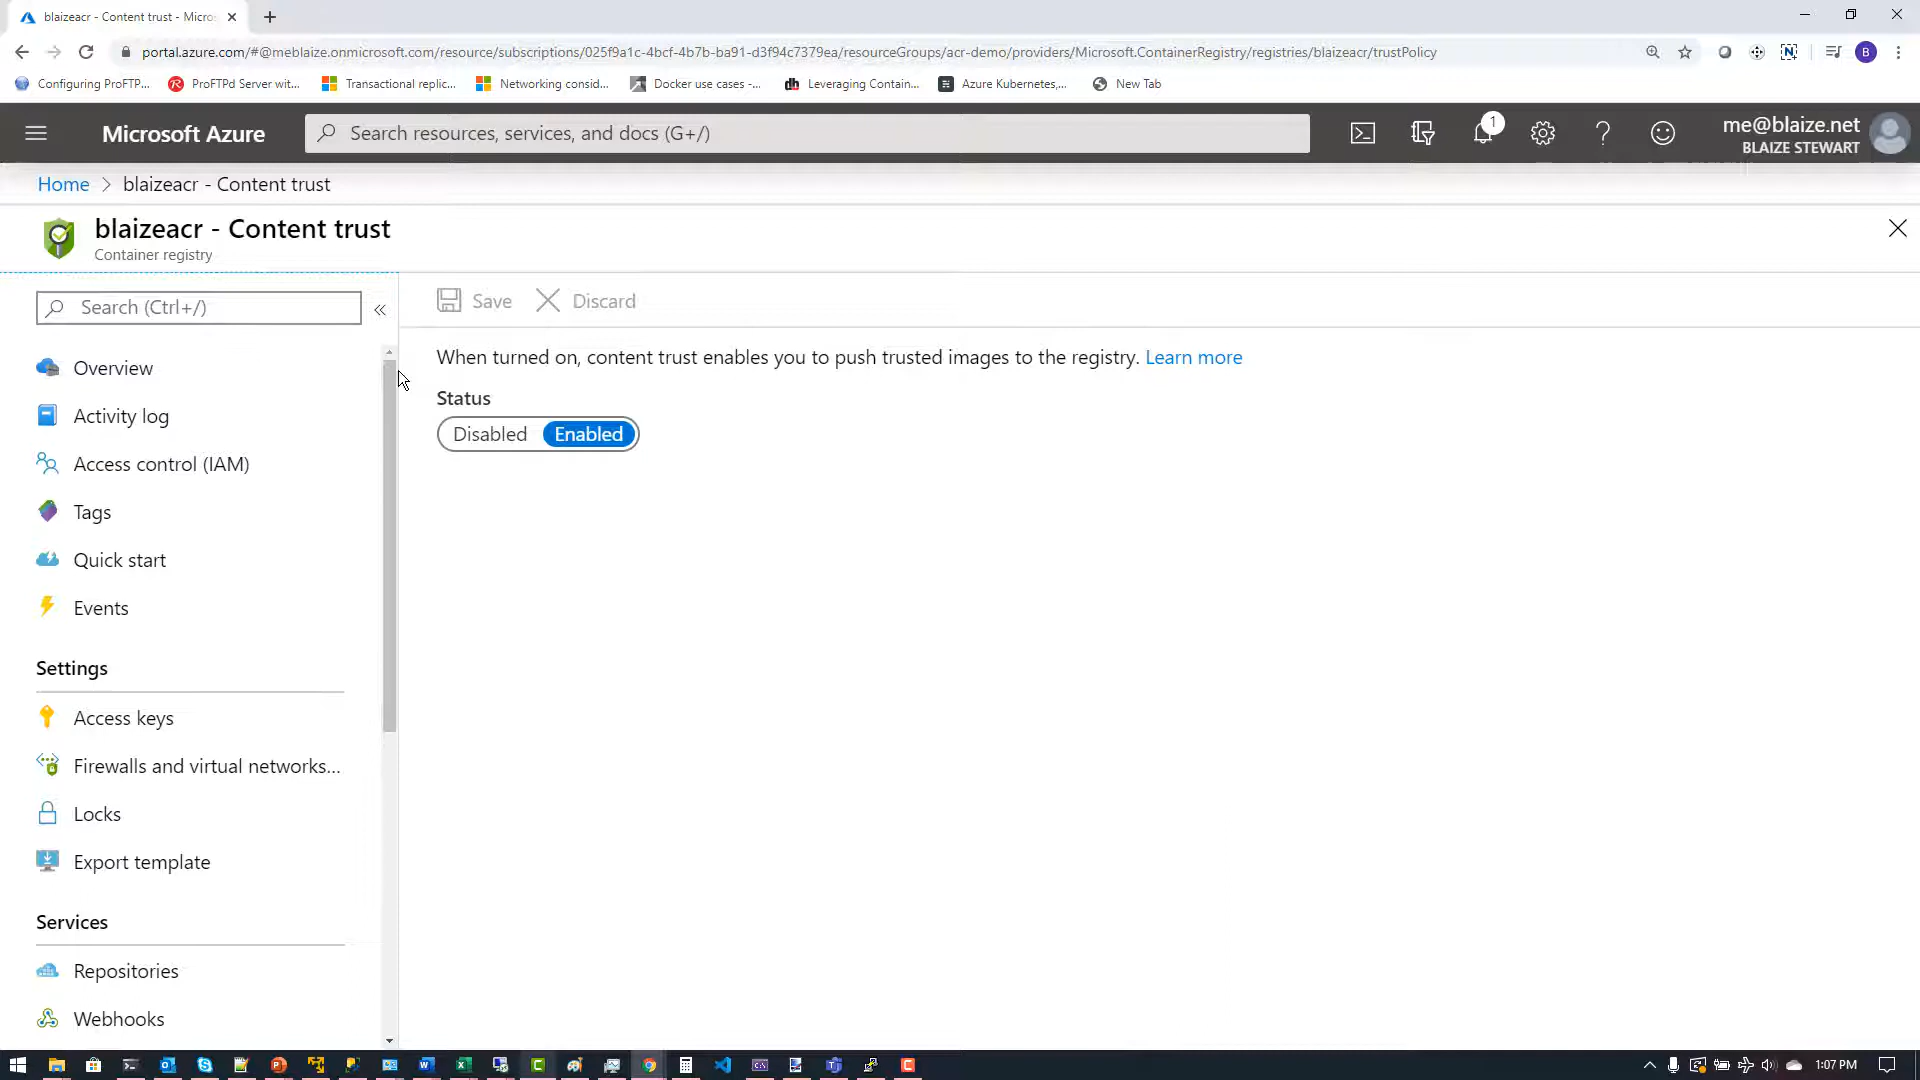 blaizeacr - Content trust - Micro
portal.azure.com/#@meblaize.onmicrosoft.com/resource/subscriptions/025f9a1c-4bcf-4b7b-ba91-d3f94c7379ea/resourceGroups/acr-demo/providers/Microsoft.ContainerRegistry/registries/blaizeacr/trustPolicy
B
Configuring ProFTP... ProFTPd Server wit... Transactional replic... Networking consid... Docker use cases -... Leveraging Contain... Azure Kubernetes,... New Tab
Microsoft Azure
Search resources, services, and docs (G+/)
1
me@blaize.net
BLAIZE STEWART
Home > blaizeacr - Content trust
blaizeacr - Content trust
Container registry
Search (Ctrl+/)
«
Save
Discard
When turned on, content trust enables you to push trusted images to the registry. Learn more
Status
Disabled Enabled
Overview
Activity log
Access control (IAM)
Tags
Quick start
Events
Settings
Access keys
Firewalls and virtual networks...
Locks
Export template
Services
Repositories
Webhooks
1:07 PM